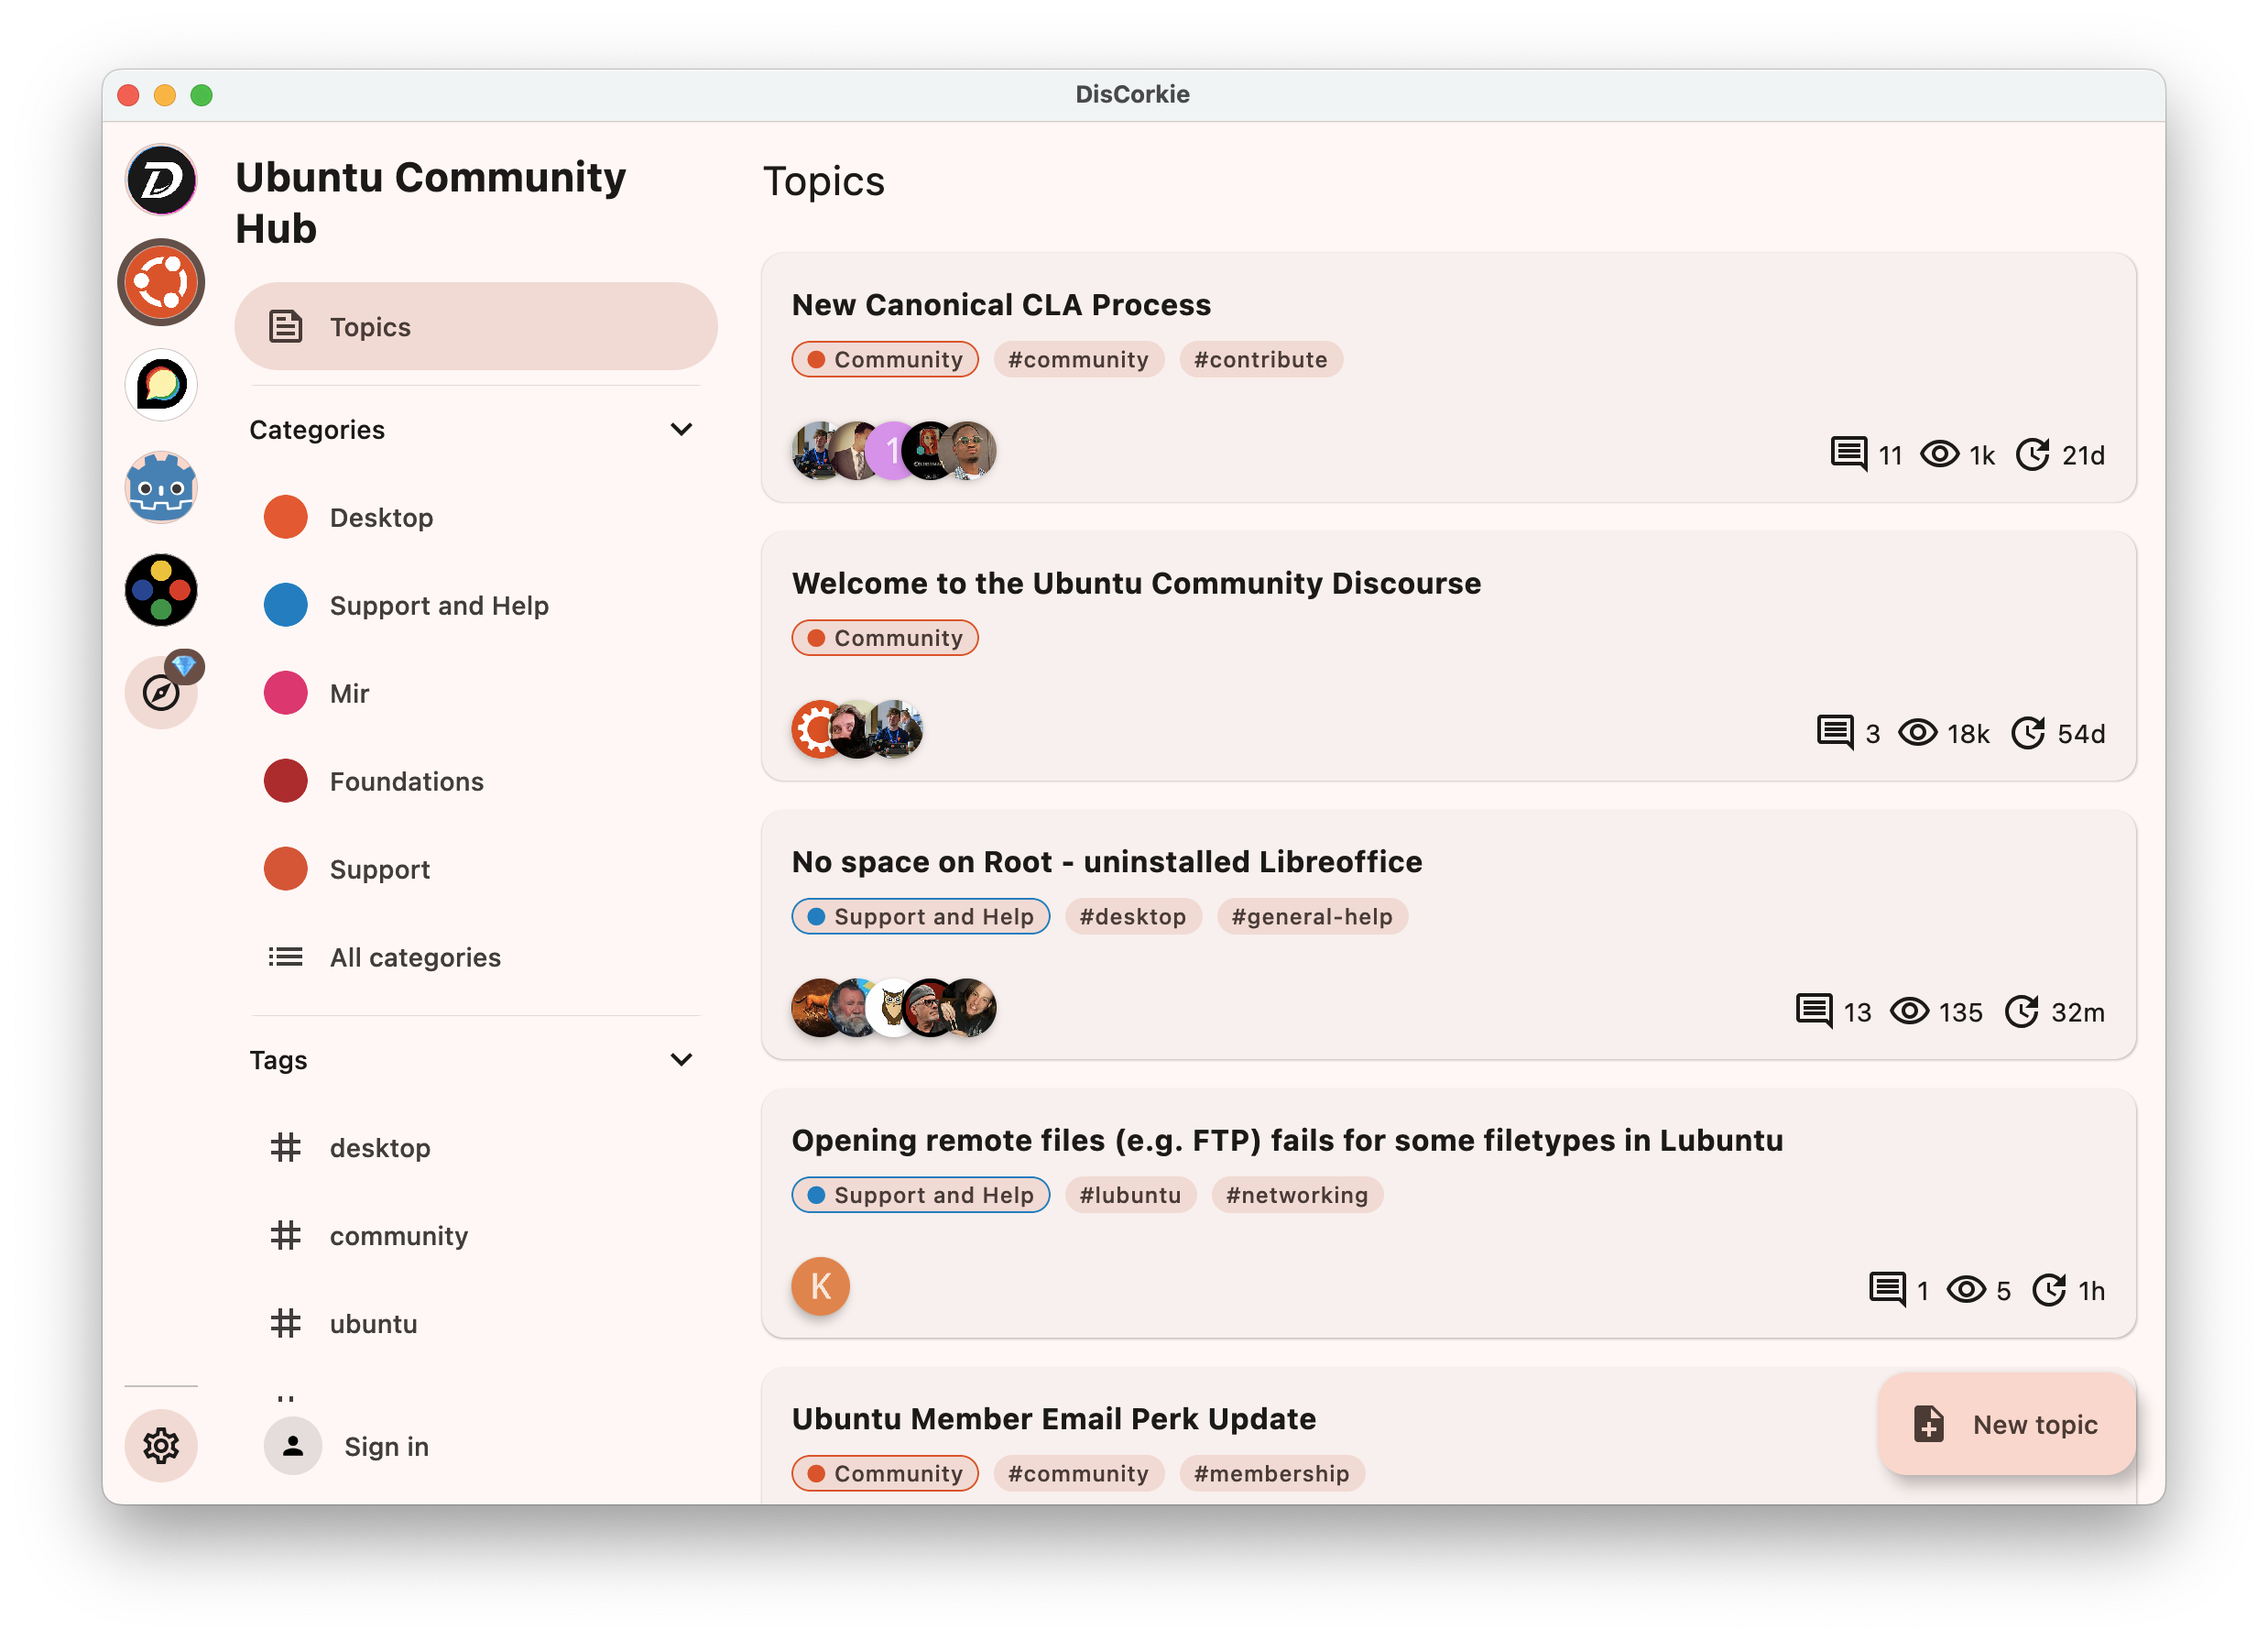 DisCorkie
Ubuntu Community
Hub
Topics
Categories
Desktop
Support and Help
Mir
Foundations
Support
All categories
Tags
desktop
community
ubuntu
Sign in
Topics
New Canonical CLA Process
Community #community #contribute
1
11 1k 21d
Welcome to the Ubuntu Community Discourse
Community
3 18k 54d
No space on Root - uninstalled Libreoffice
Support and Help #desktop #general-help
13 135 32m
Opening remote files (e.g. FTP) fails for some filetypes in Lubuntu
Support and Help #lubuntu #networking
K
1 5 1h
Ubuntu Member Email Perk Update
Community #community #membership
New topic